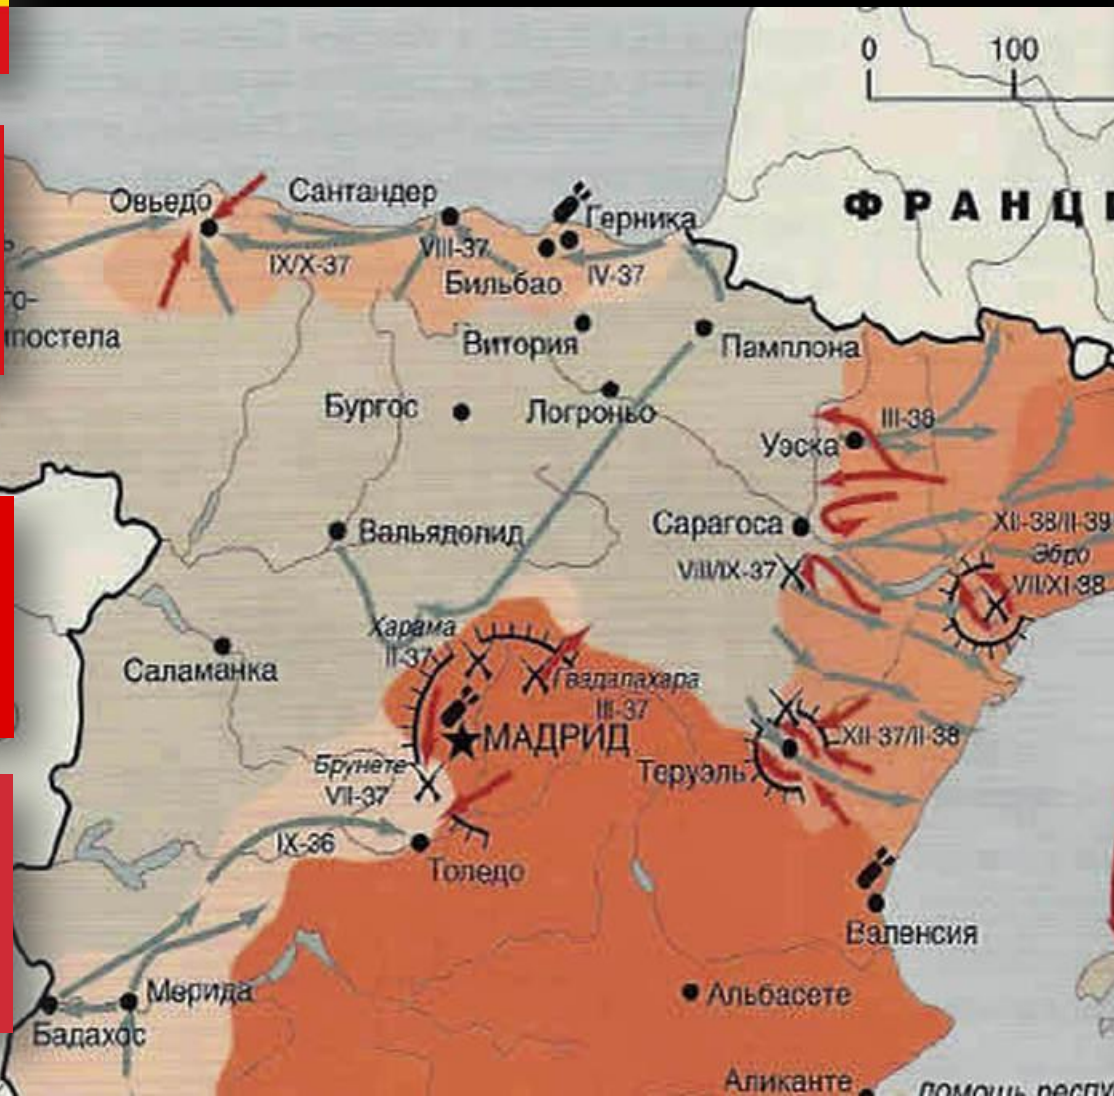 0 100
ФРАНЦ
Овьедо
Сантандер
Герника
VIII-37
IX/X-37
Бильбао
IV-37
го-
мпостела
Витория
Памплона
Бургос
Логроньо
III-38
Уэска
Вальядолид
Сарагоса
XII-38/II-39
Эбро
VIII/IX-37
VII/XI-38
Харама
II-37
Саламанка
Гвадалахара
III-37
МАДРИД
XII-37/II-38
Брунете
VII-37
Теруэль
IX-36
Толедо
Валенсия
Мерида
Альбасете
Бадахос
Аликанте
помощь респу